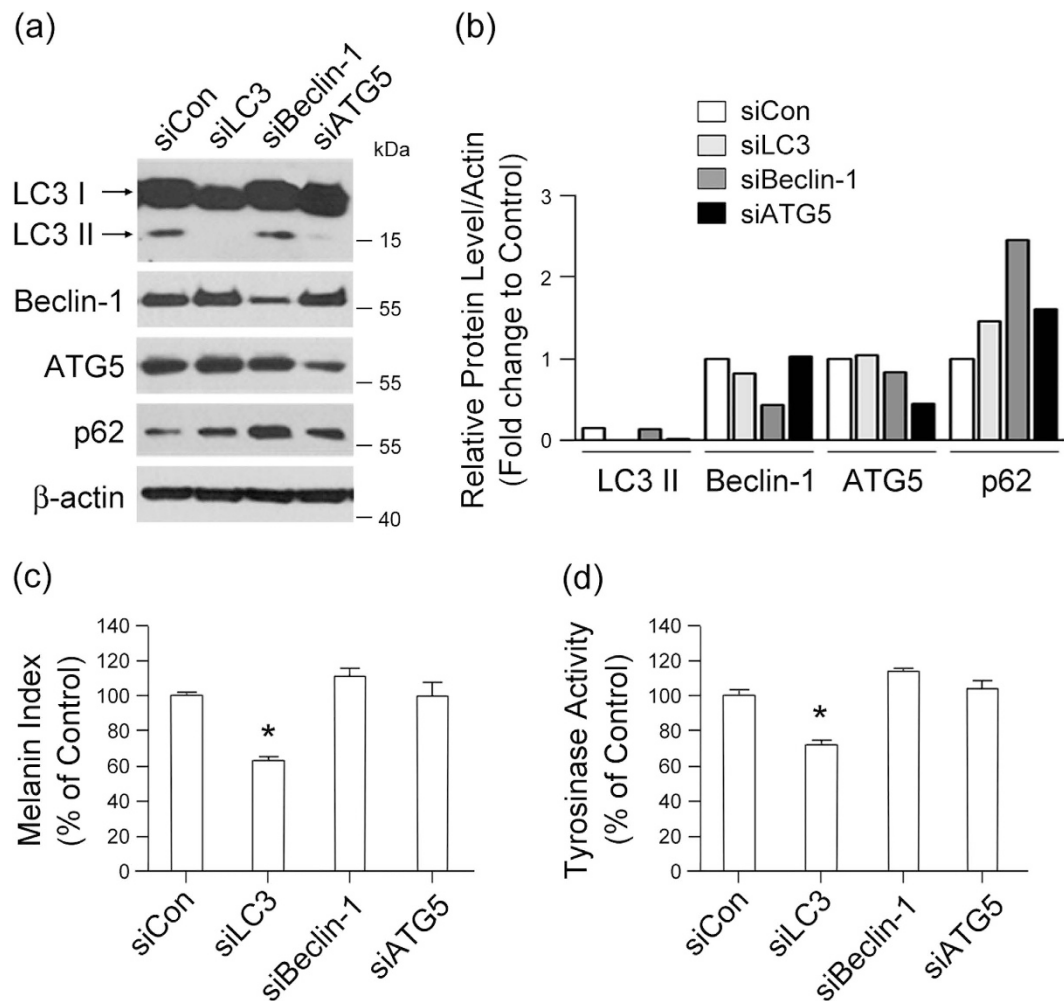 (a)
siCon
siLC3
siBeclin-1
siATG5
kDa
LC3 I
LC3 II
15
Beclin-1
55
ATG5
55
p62
55
β-actin
40
(b)
siCon
siLC3
siBeclin-1
siATG5
Relative Protein Level/Actin
(Fold change to Control)
3
2
1
0
LC3 II
Beclin-1
ATG5
p62
(c)
Melanin Index
(% of Control)
140
120
100
80
60
40
20
0
*
siCon
siLC3
siBeclin-1
siATG5
(d)
Tyrosinase Activity
(% of Control)
140
120
100
80
60
40
20
0
*
siCon
siLC3
siBeclin-1
siATG5